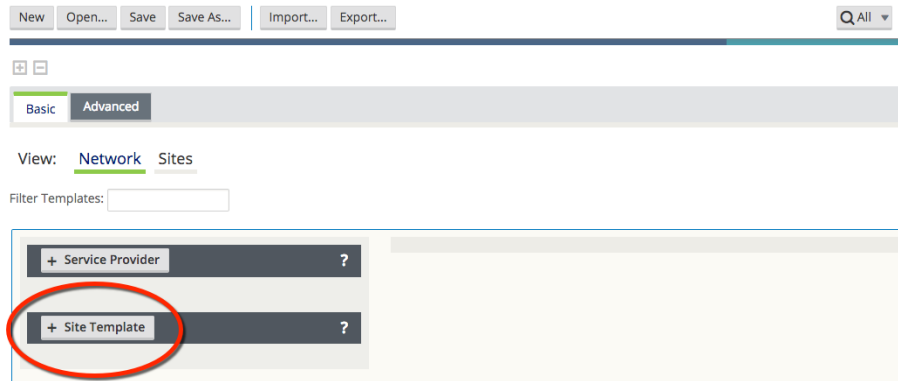 New Open... Save Save As... Import... Export... All
Basic Advanced
View: Network Sites
Filter Templates:
+ Service Provider ?
+ Site Template ?